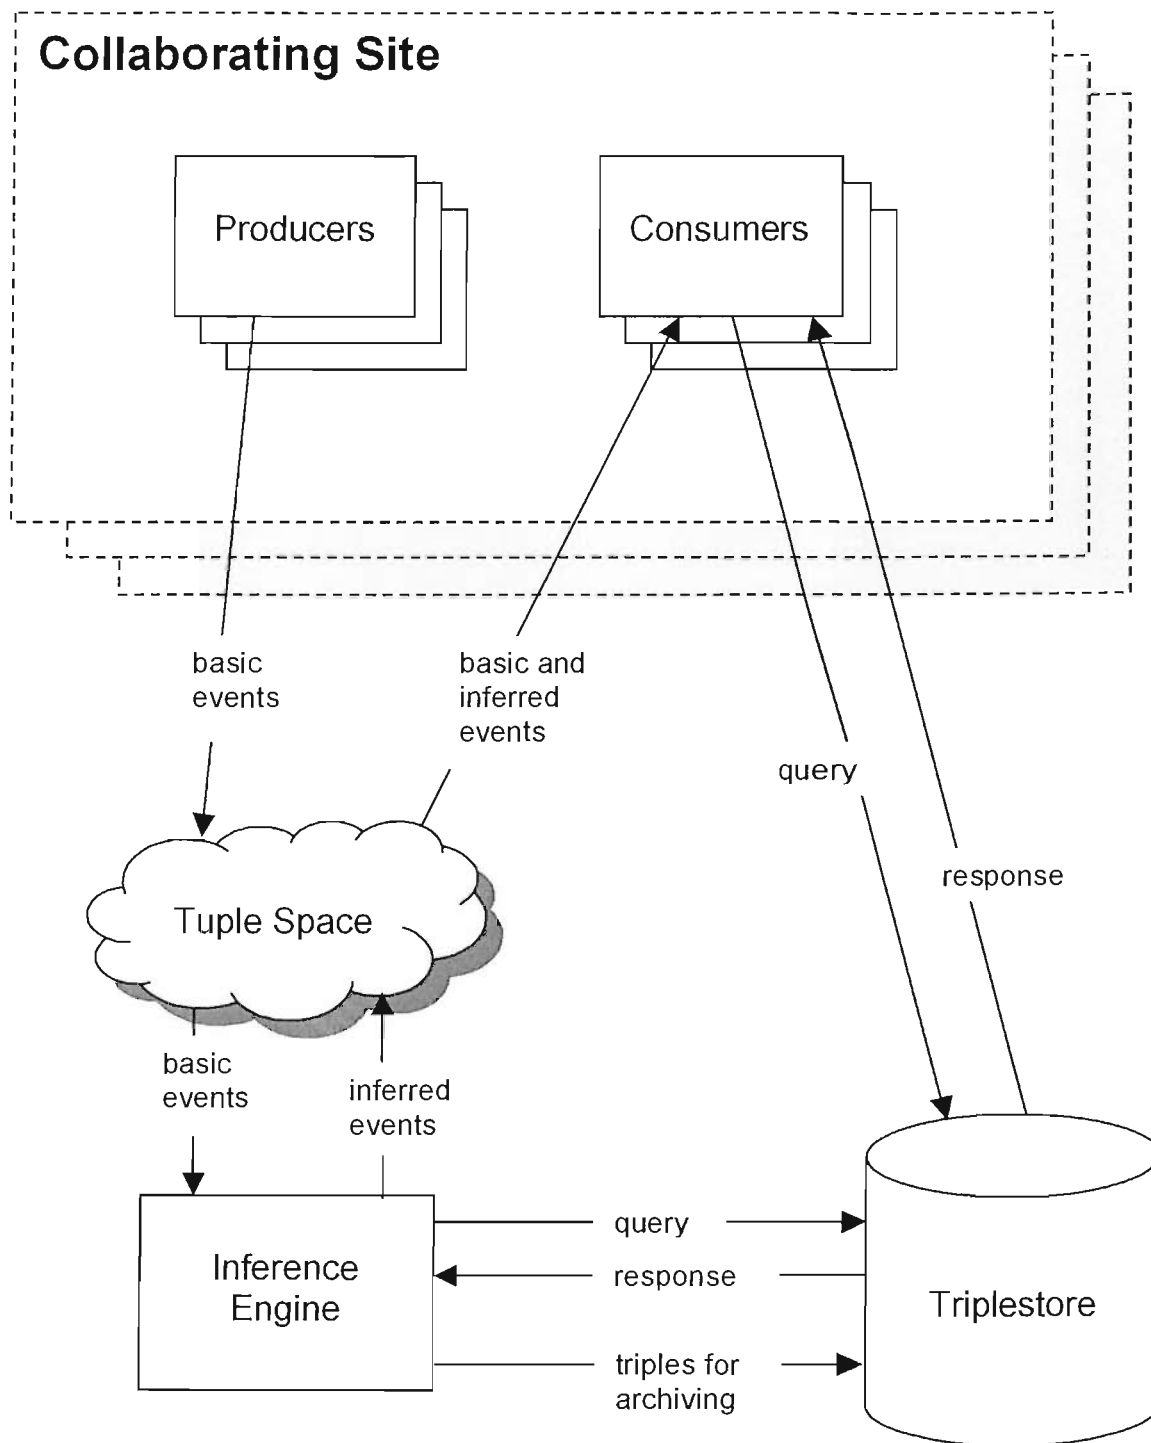 Collaborating Site
Producers
Consumers
basic
events
basic and
inferred
events
query
response
Tuple Space
basic
events
inferred
events
Inference
Engine
query
response
triples for
archiving
Triplestore